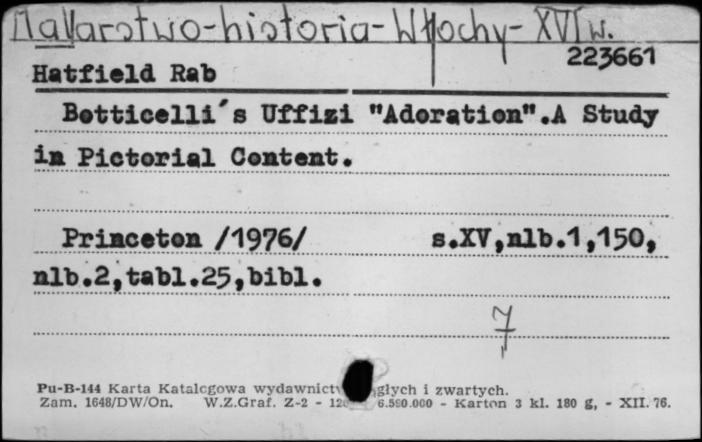 Malarstwo-historia-Włochy- XVI w.
223661
Hatfield Rab
Botticelli´s Uffizi "Adoration".A Study
in Pictorial Content.
Princeton /1976/ s.XV,nlb.1,150,
nlb.2,tabl.25,bibl.
7
Pu-B-144 Karta Katalogowa głych i zwartych.
Zam. 1648/DW/On. W.Z.Graf. Z-2 - 6.500.000 - Karton 3 kl. 180 g, - XII. 76.